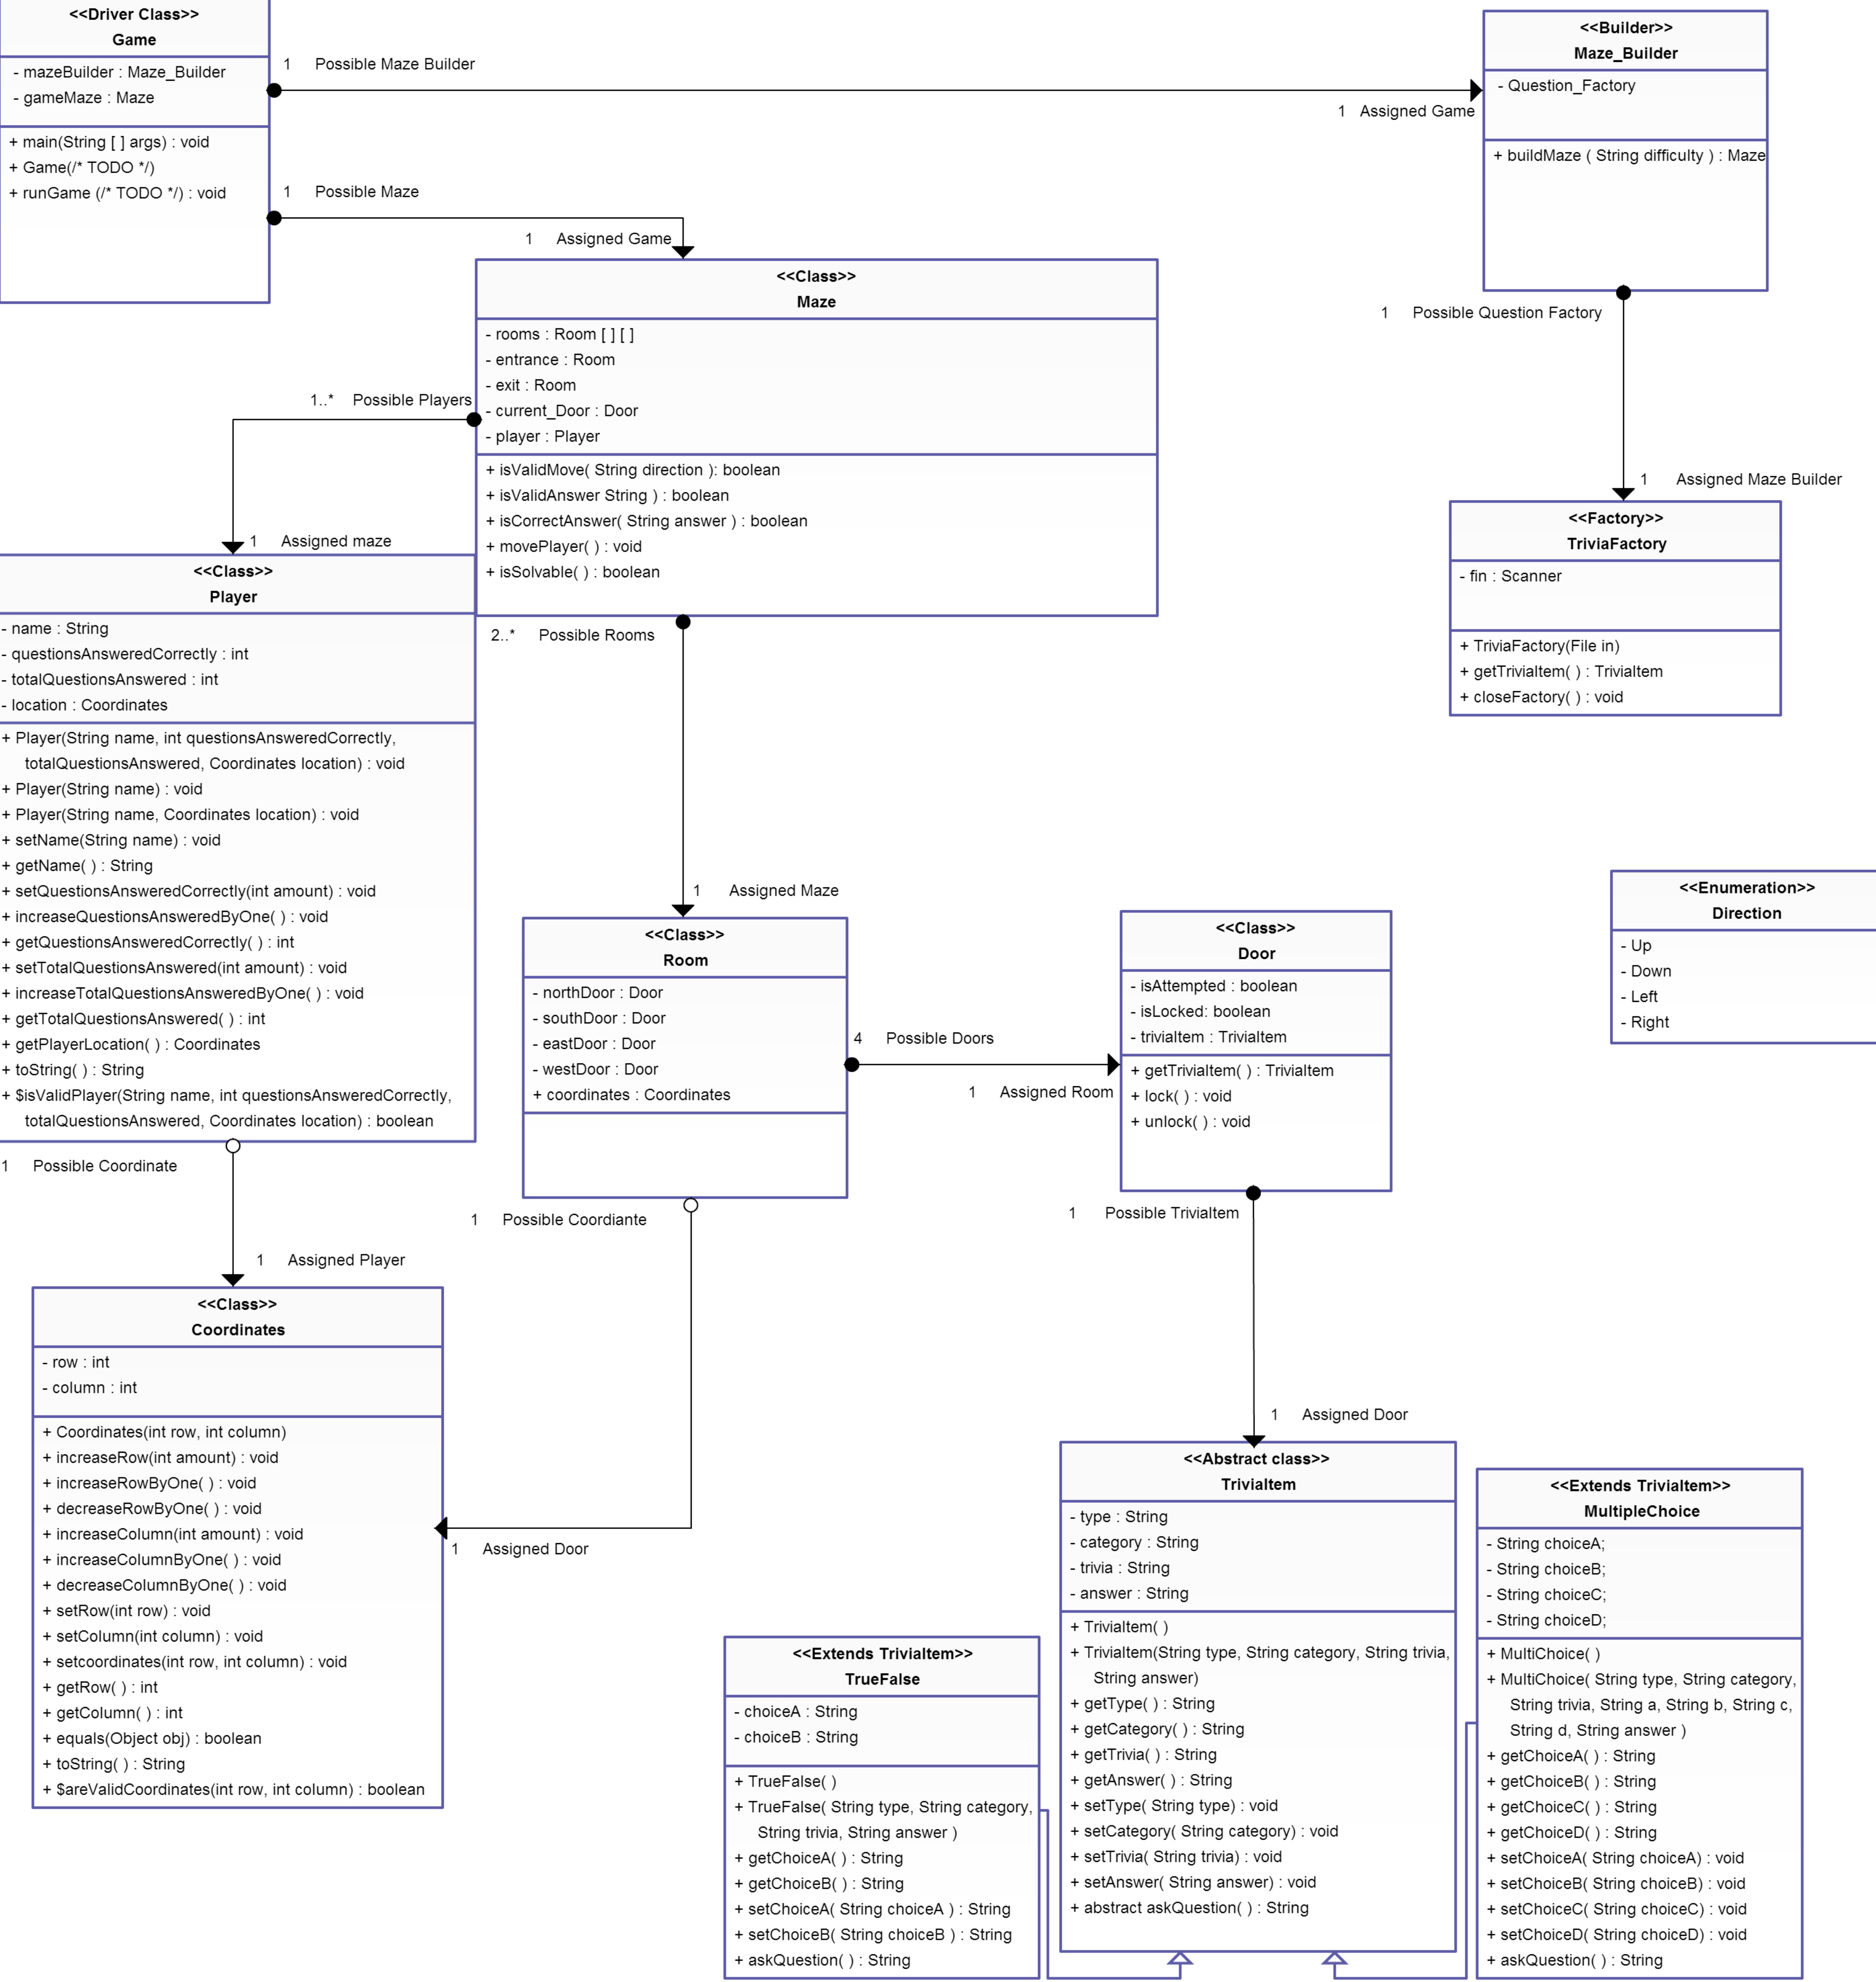 <<Driver Class>>
Game
- mazeBuilder : Maze_Builder
- gameMaze : Maze
+ main(String [ ] args) : void
+ Game(/* TODO */)
+ runGame (/* TODO */) : void
1 Possible Maze Builder
1 Assigned Game
<<Builder>>
Maze_Builder
- Question_Factory
+ buildMaze ( String difficulty ) : Maze
1 Possible Maze
1 Assigned Game
<<Class>>
Maze
- rooms : Room [ ] [ ]
- entrance : Room
- exit : Room
- current_Door : Door
- player : Player
+ isValidMove( String direction ): boolean
+ isValidAnswer String ) : boolean
+ isCorrectAnswer( String answer ) : boolean
+ movePlayer( ) : void
+ isSolvable( ) : boolean
1 Possible Question Factory
1 Assigned Maze Builder
<<Factory>>
TriviaFactory
- fin : Scanner
+ TriviaFactory(File in)
+ getTriviaItem( ) : TriviaItem
+ closeFactory( ) : void
1..* Possible Players
1 Assigned maze
<<Class>>
Player
- name : String
- questionsAnsweredCorrectly : int
- totalQuestionsAnswered : int
- location : Coordinates
+ Player(String name, int questionsAnsweredCorrectly,
totalQuestionsAnswered, Coordinates location) : void
+ Player(String name) : void
+ Player(String name, Coordinates location) : void
+ setName(String name) : void
+ getName( ) : String
+ setQuestionsAnsweredCorrectly(int amount) : void
+ increaseQuestionsAnsweredByOne( ) : void
+ getQuestionsAnsweredCorrectly( ) : int
+ setTotalQuestionsAnswered(int amount) : void
+ increaseTotalQuestionsAnsweredByOne( ) : void
+ getTotalQuestionsAnswered( ) : int
+ getPlayerLocation( ) : Coordinates
+ toString( ) : String
+ $isValidPlayer(String name, int questionsAnsweredCorrectly,
totalQuestionsAnswered, Coordinates location) : boolean
2..* Possible Rooms
1 Assigned Maze
<<Class>>
Room
- northDoor : Door
- southDoor : Door
- eastDoor : Door
- westDoor : Door
+ coordinates : Coordinates
4 Possible Doors
1 Assigned Room
<<Class>>
Door
- isAttempted : boolean
- isLocked: boolean
- triviaItem : TriviaItem
+ getTriviaItem( ) : TriviaItem
+ lock( ) : void
+ unlock( ) : void
<<Enumeration>>
Direction
- Up
- Down
- Left
- Right
1 Possible Coordinate
1 Assigned Player
1 Possible Coordiante
1 Assigned Door
<<Class>>
Coordinates
- row : int
- column : int
+ Coordinates(int row, int column)
+ increaseRow(int amount) : void
+ increaseRowByOne( ) : void
+ decreaseRowByOne( ) : void
+ increaseColumn(int amount) : void
+ increaseColumnByOne( ) : void
+ decreaseColumnByOne( ) : void
+ setRow(int row) : void
+ setColumn(int column) : void
+ setcoordinates(int row, int column) : void
+ getRow( ) : int
+ getColumn( ) : int
+ equals(Object obj) : boolean
+ toString( ) : String
+ $areValidCoordinates(int row, int column) : boolean
1 Possible TriviaItem
1 Assigned Door
<<Extends TriviaItem>>
TrueFalse
- choiceA : String
- choiceB : String
+ TrueFalse( )
+ TrueFalse( String type, String category,
String trivia, String answer )
+ getChoiceA( ) : String
+ getChoiceB( ) : String
+ setChoiceA( String choiceA ) : String
+ setChoiceB( String choiceB ) : String
+ askQuestion( ) : String
<<Abstract class>>
TriviaItem
- type : String
- category : String
- trivia : String
- answer : String
+ TriviaItem( )
+ TriviaItem(String type, String category, String trivia,
String answer)
+ getType( ) : String
+ getCategory( ) : String
+ getTrivia( ) : String
+ getAnswer( ) : String
+ setType( String type) : void
+ setCategory( String category) : void
+ setTrivia( String trivia) : void
+ setAnswer( String answer) : void
+ abstract askQuestion( ) : String
<<Extends TriviaItem>>
MultipleChoice
- String choiceA;
- String choiceB;
- String choiceC;
- String choiceD;
+ MultiChoice( )
+ MultiChoice( String type, String category,
String trivia, String a, String b, String c,
String d, String answer )
+ getChoiceA( ) : String
+ getChoiceB( ) : String
+ getChoiceC( ) : String
+ getChoiceD( ) : String
+ setChoiceA( String choiceA) : void
+ setChoiceB( String choiceB) : void
+ setChoiceC( String choiceC) : void
+ setChoiceD( String choiceD) : void
+ askQuestion( ) : String